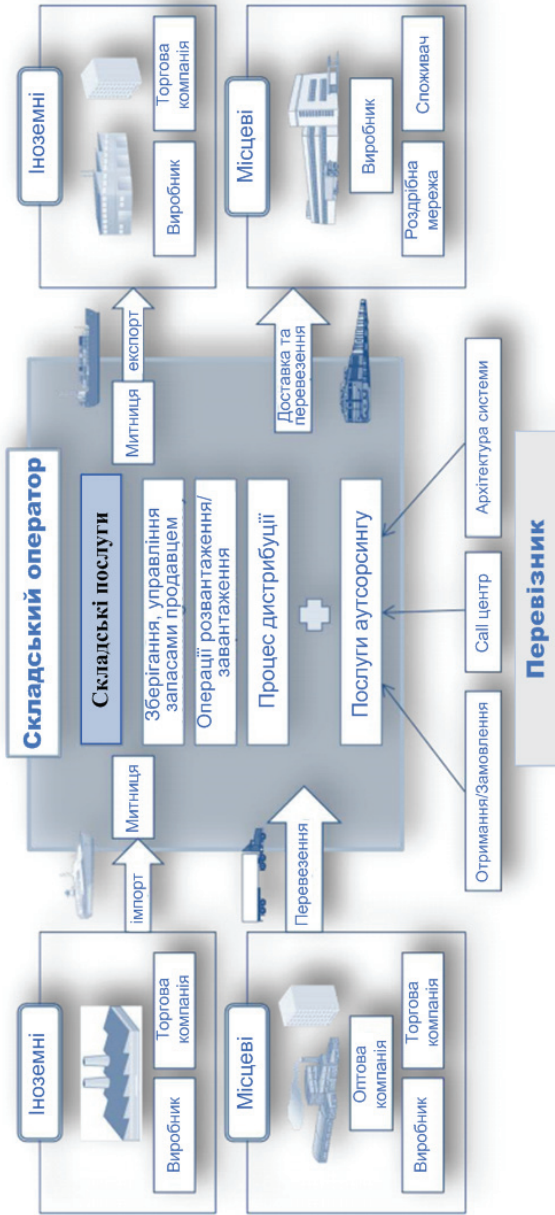 Іноземні
Виробник
Торгова
компанія
Місцеві
Оптова
компанія
Виробник
Торгова
компанія
імпорт
Перевезення
Складський оператор
Митниця
Складські послуги
Митниця
Зберігання, управління
запасами продавцем
Операції розвантаження/
завантаження
Процес дистрибуції
Послуги аутсорсингу
експорт
Доставка та
перевезення
Іноземні
Виробник
Торгова
компанія
Місцеві
Виробник
Роздрібна
мережа
Споживач
Отримання/Замовлення
Call центр
Архітектура системи
Перевізник